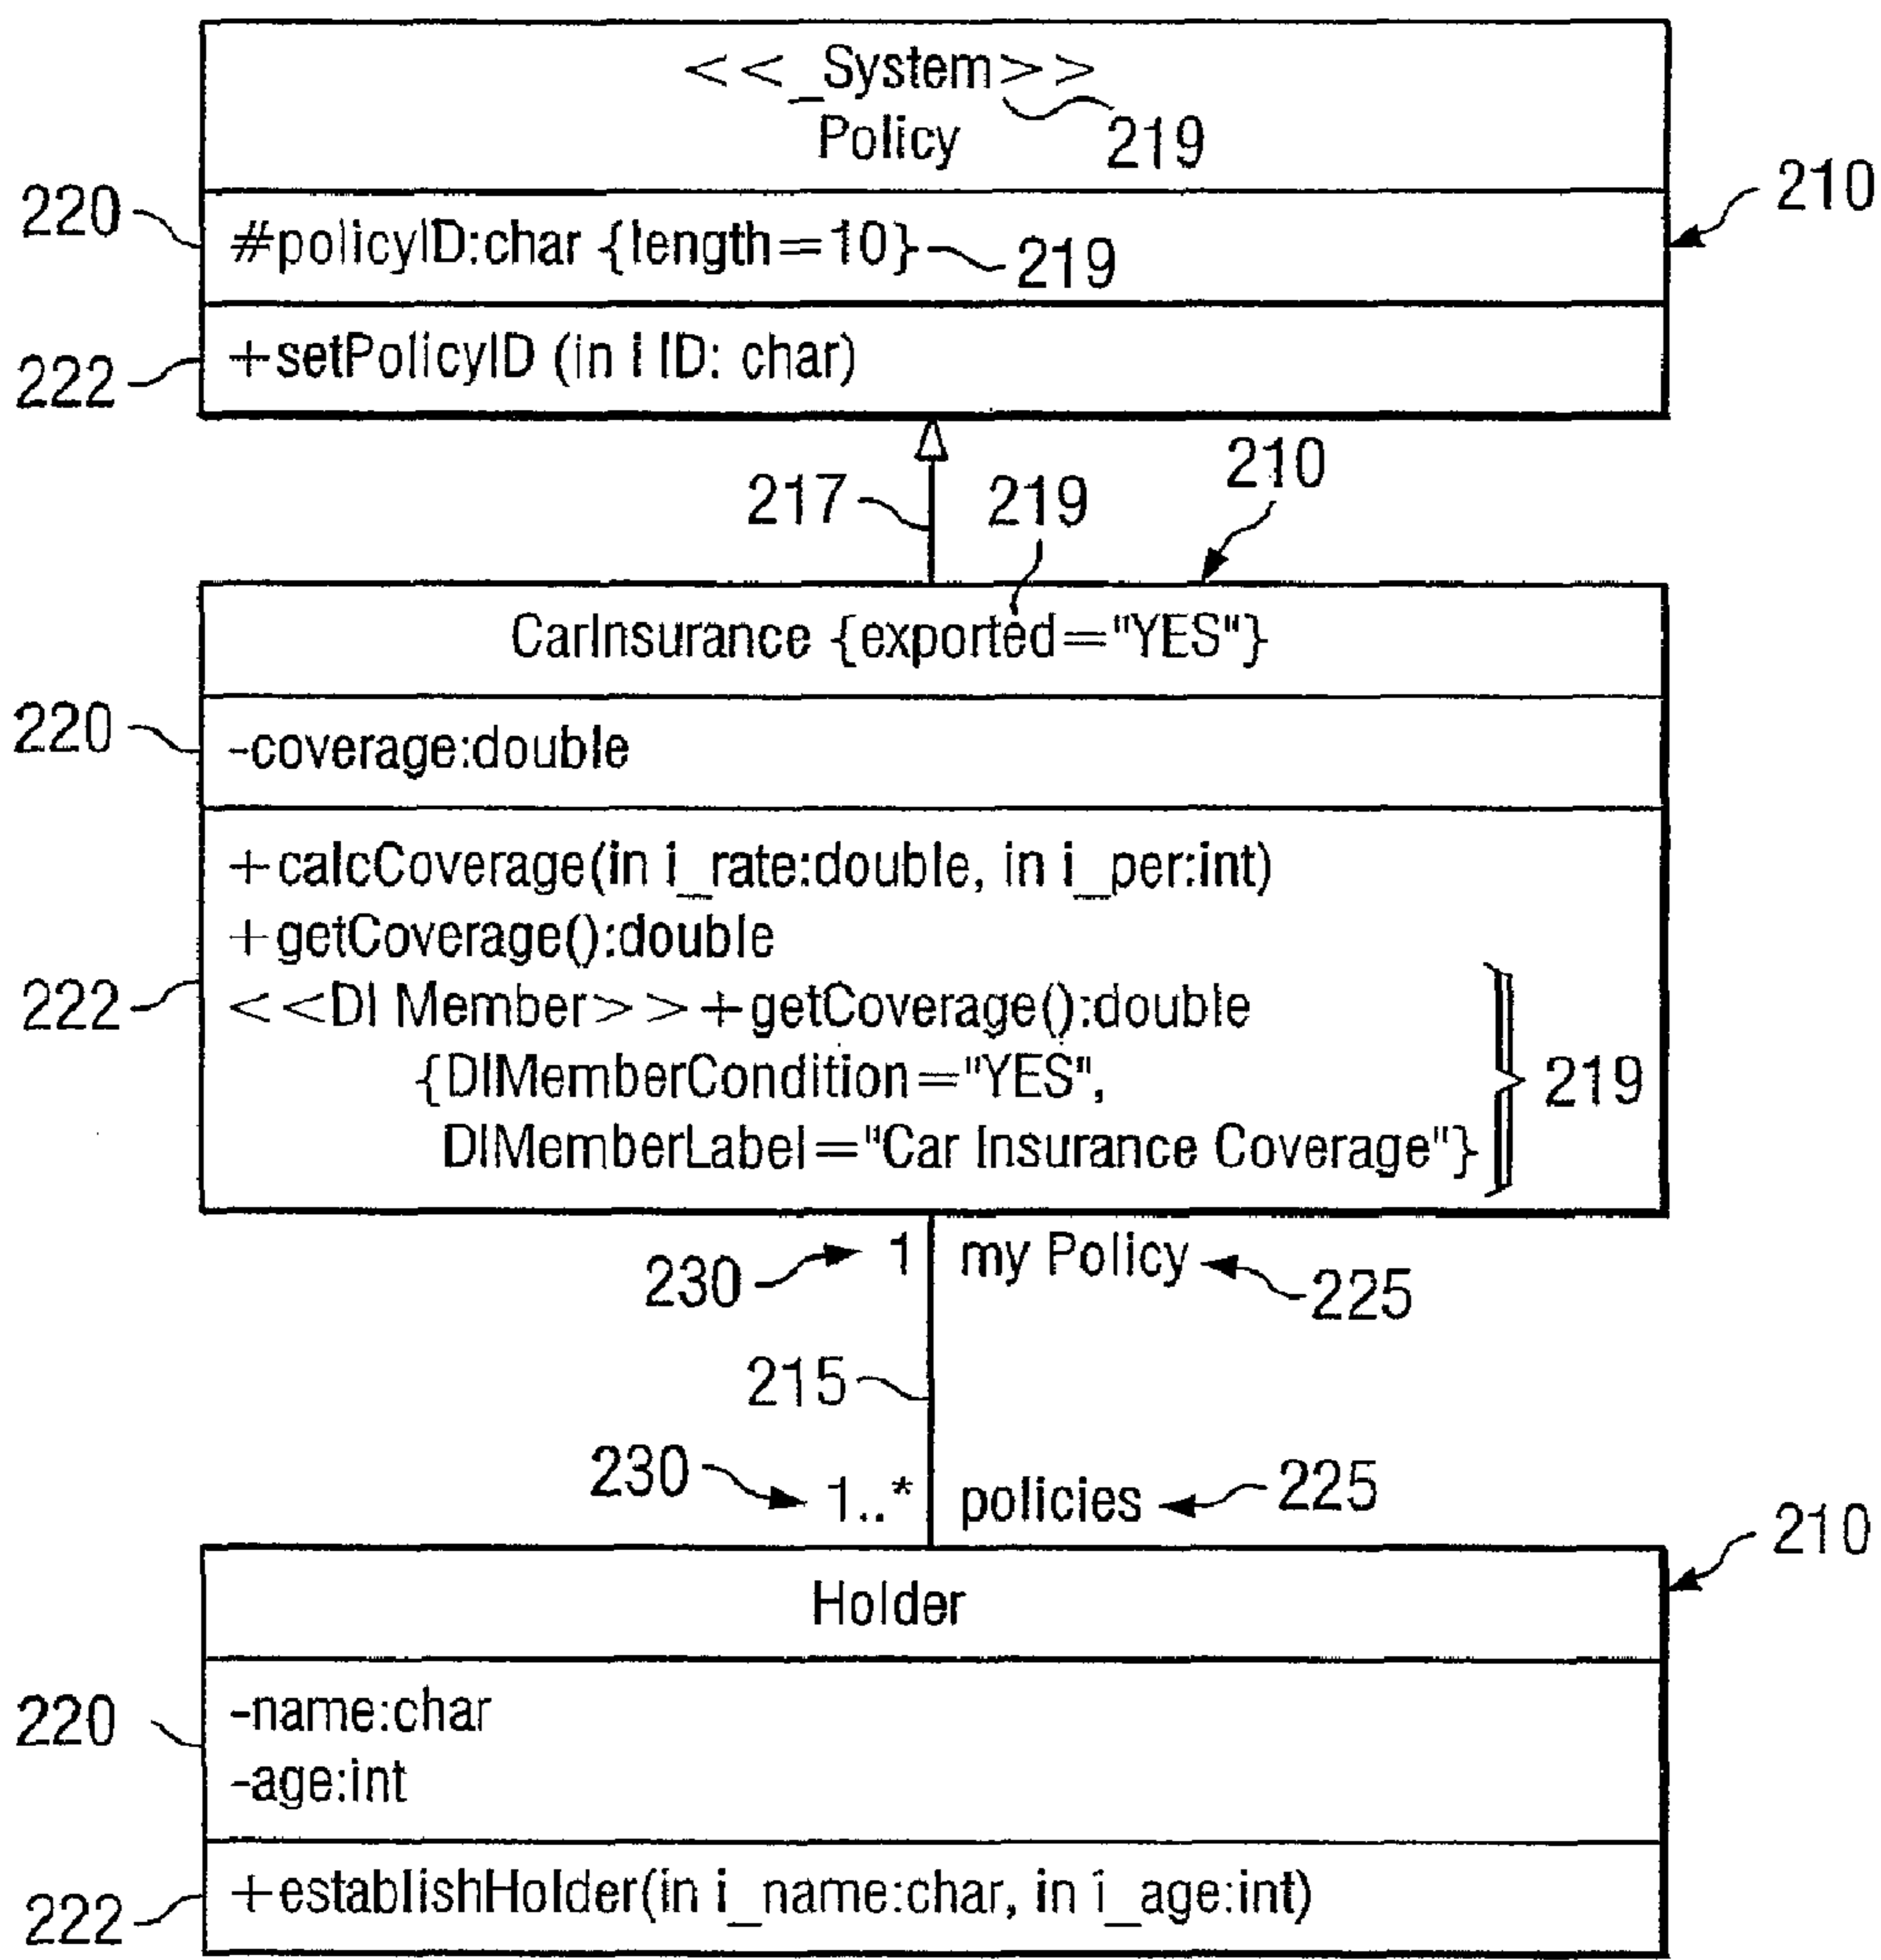 <<_System>>
Policy 219
210
220 #policyID:char {length=10} 219
222 +setPolicyID (in i ID: char)
217 219 210
CarInsurance {exported="YES"}
220 -coverage:double
+calcCoverage(in i_rate:double, in i_per:int)
+getCoverage():double
222 <<DI Member>>+getCoverage():double
{DIMemberCondition="YES",
219
DIMemberLabel="Car Insurance Coverage"}
230 1 my Policy 225
215
230 1..* policies 225
210
Holder
220 -name:char
-age:int
222 +establishHolder(in i_name:char, in i_age:int)